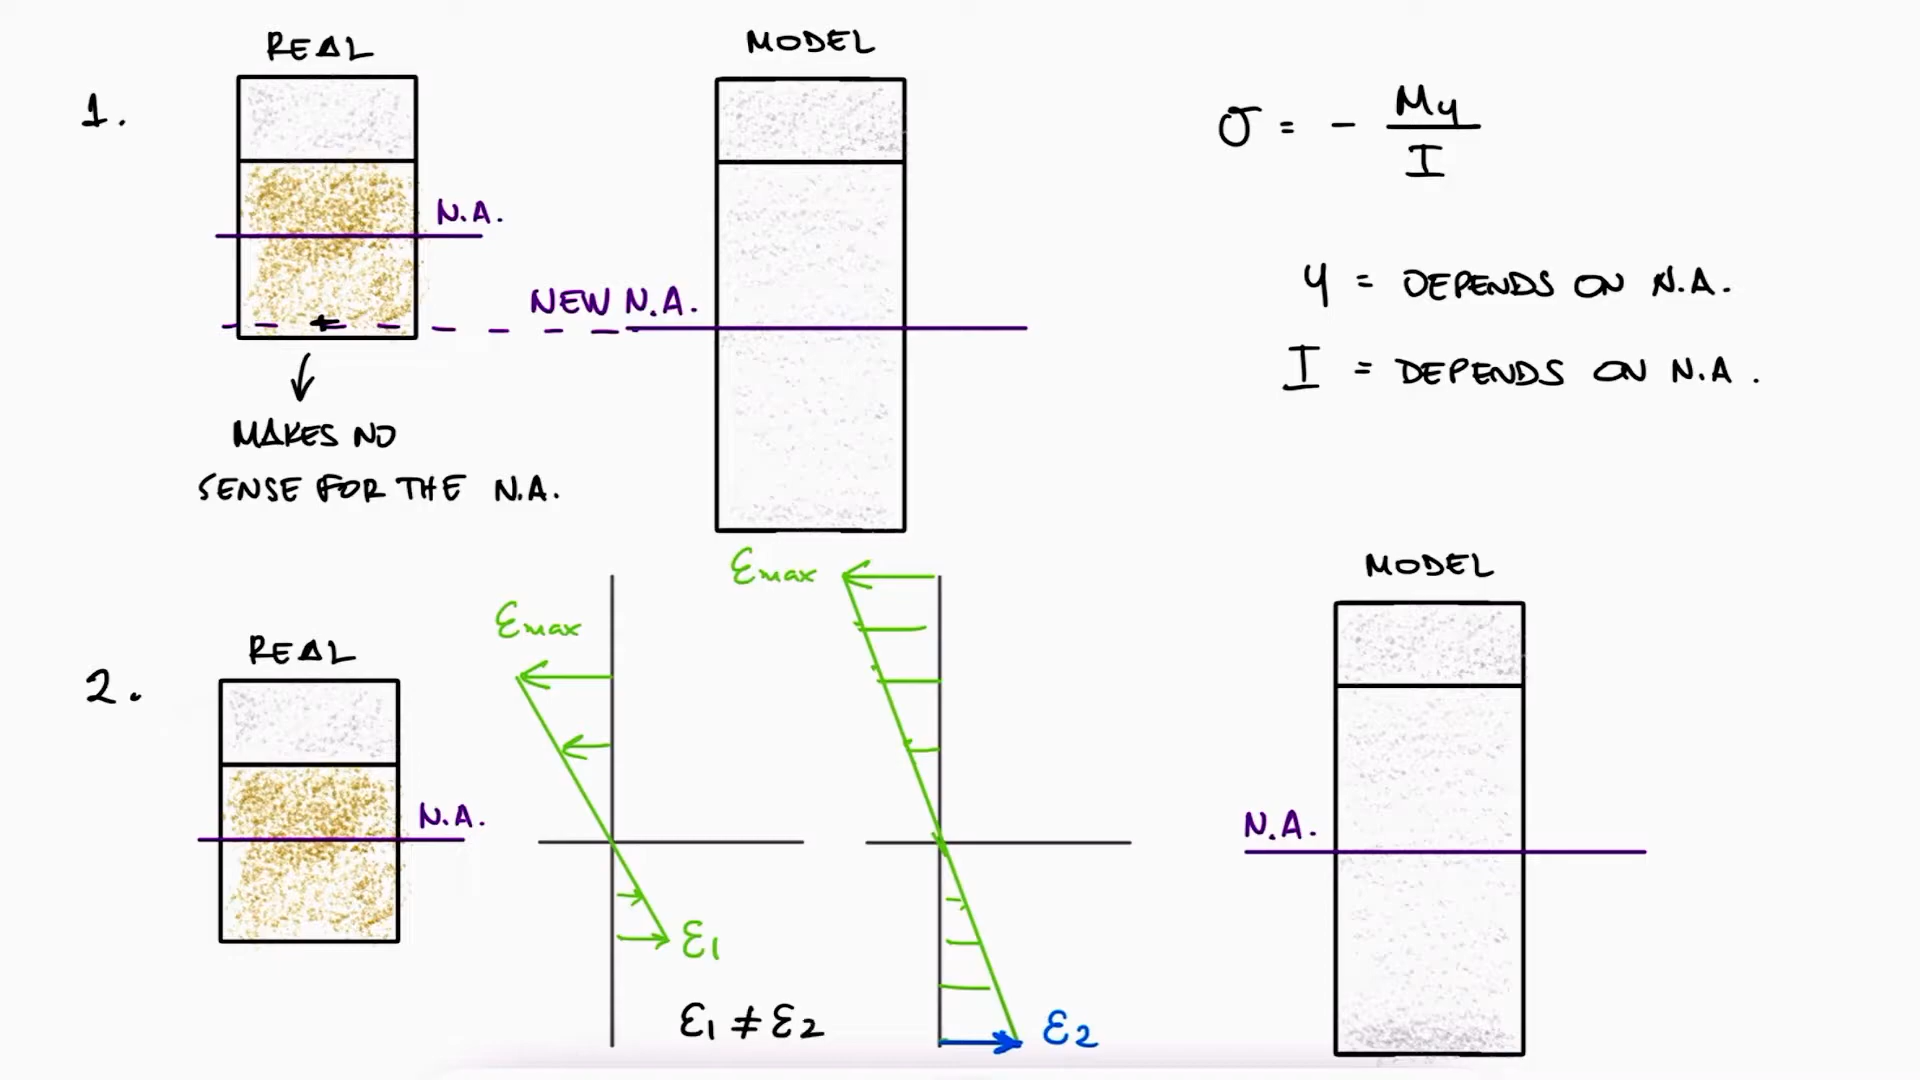 REAL
MODEL
1.
σ = - My / I
N.A.
NEW N.A.
y = DEPENDS ON N.A.
I = DEPENDS ON N.A.
MAKES NO
SENSE FOR THE N.A.
MODEL
εmax
εmax
REAL
2.
N.A.
N.A.
ε1
ε1 ≠ ε2
ε2